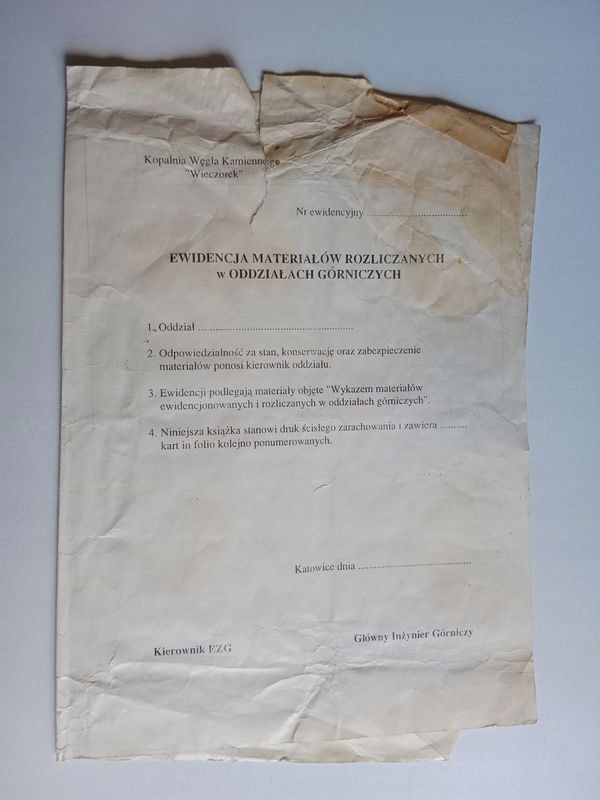 Kopalnia Węgla Kamiennego
"Wieczorek"
Nr ewidencyjny ....................................
EWIDENCJA MATERIAŁÓW ROZLICZANYCH
w ODDZIAŁACH GÓRNICZYCH
1. Oddział ......................................................
2. Odpowiedzialność za stan, konserwację oraz zabezpieczenie
materiałów ponosi kierownik oddziału.
3. Ewidencji podlegają materiały objęte "Wykazem materiałów
ewidencjonowanych i rozliczanych w oddziałach górniczych".
4. Niniejsza książka stanowi druk ścisłego zarachowania i zawiera ..........
kart in folio kolejno ponumerowanych.
Katowice dnia .......................................
Kierownik EZG
Główny Inżynier Górniczy